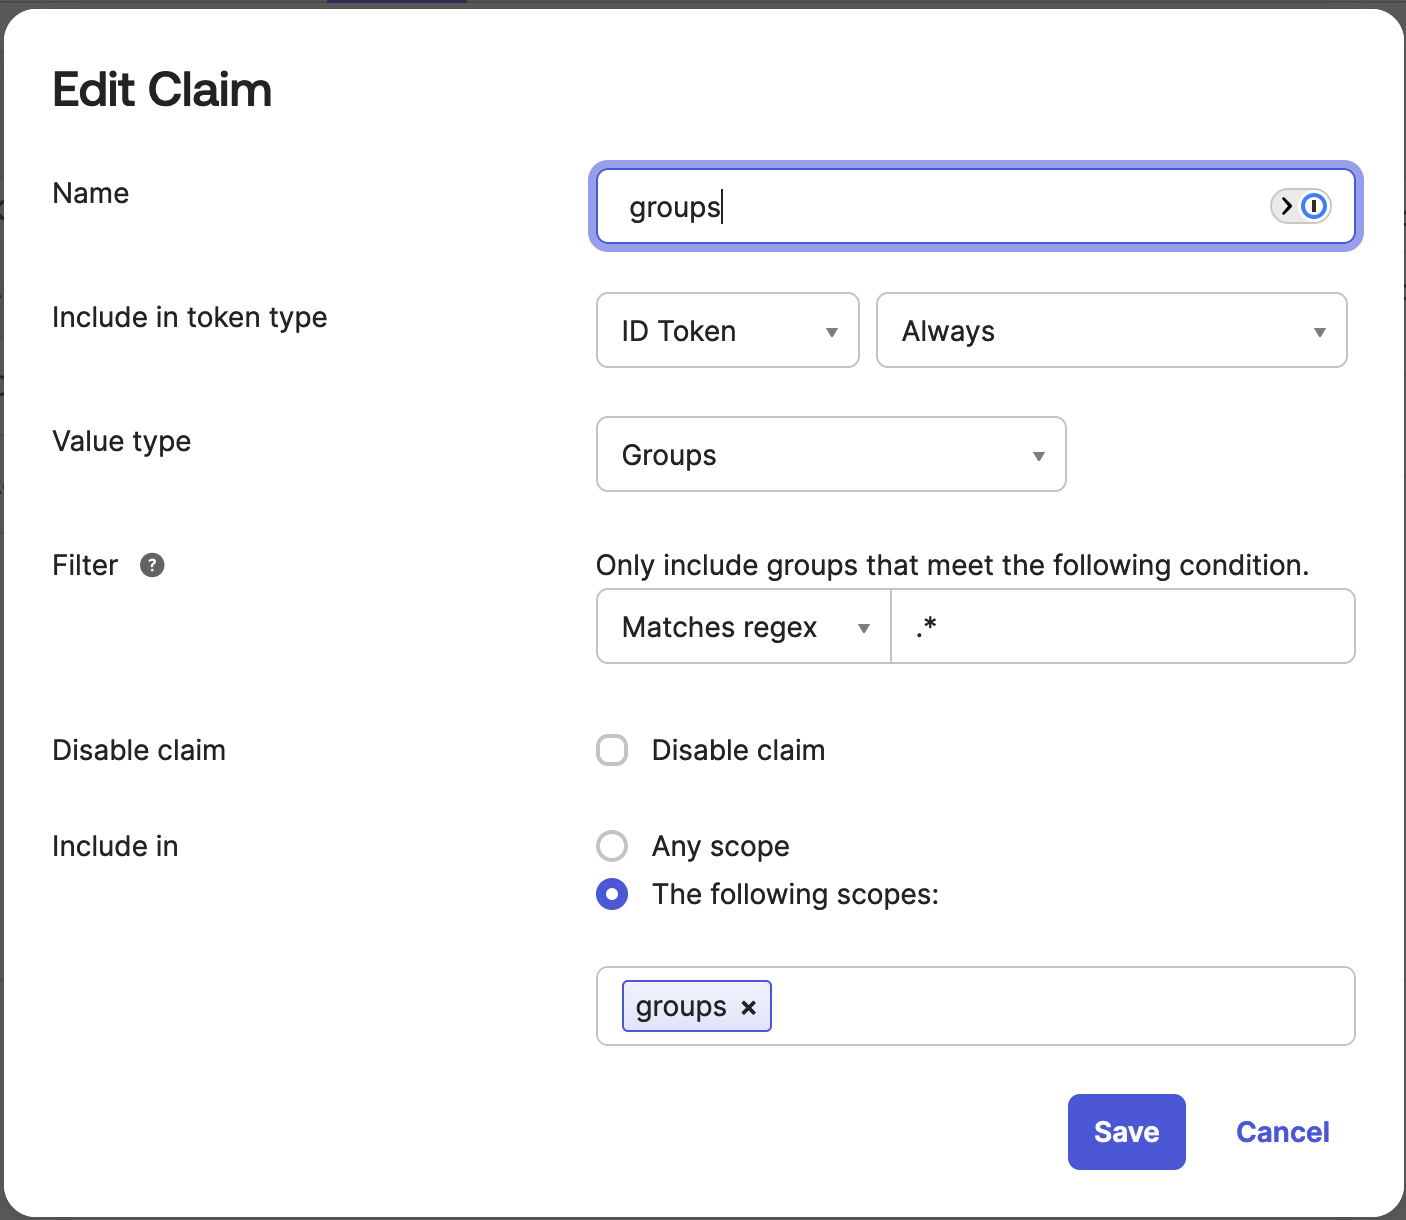 Edit Claim
Name
groups
Include in token type
ID Token
Always
Value type
Groups
Filter ?
Only include groups that meet the following condition.
Matches regex
.*
Disable claim
Disable claim
Include in
Any scope
The following scopes:
groups ×
Save
Cancel